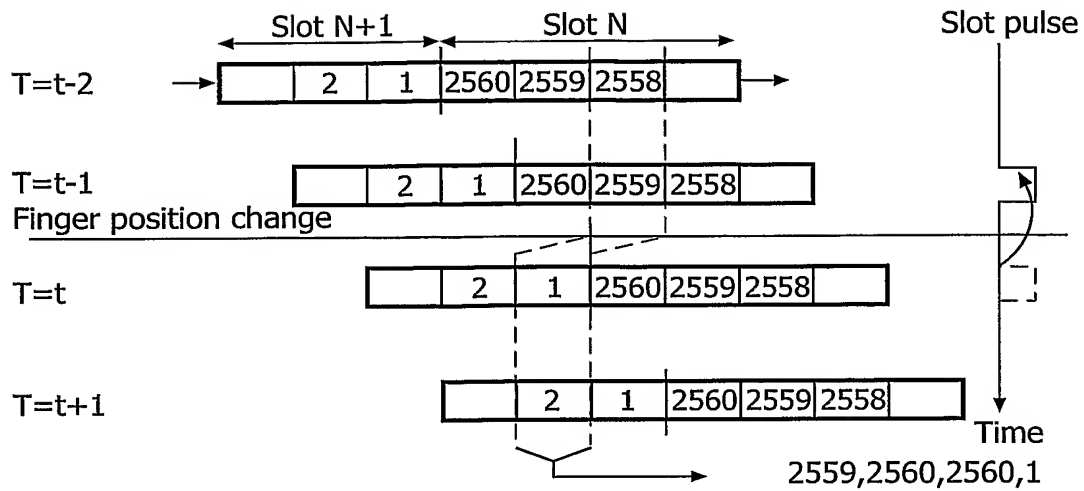 Slot N+1 Slot N Slot pulse
T=t-2 2 1 2560 2559 2558
T=t-1 2 1 2560 2559 2558
Finger position change
T=t 2 1 2560 2559 2558
T=t+1 2 1 2560 2559 2558
Time
2559,2560,2560,1